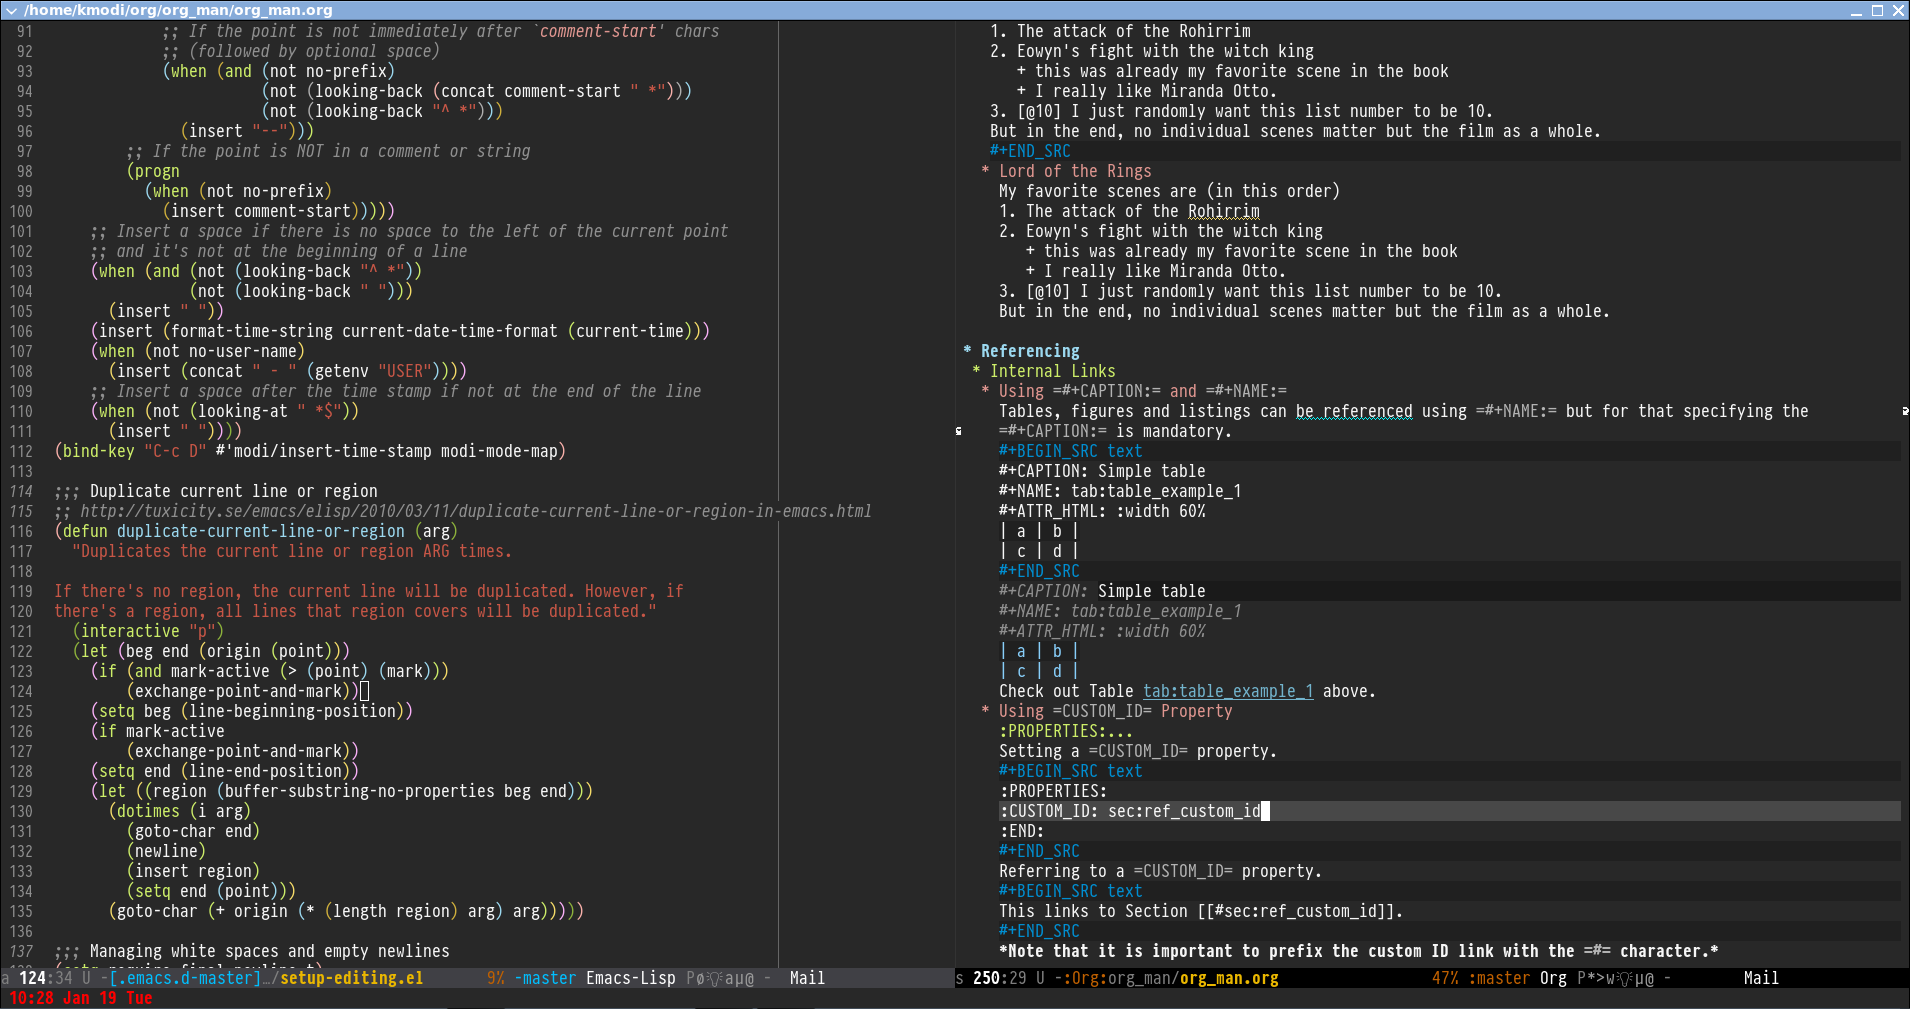 /home/kmodi/org/org_man/org_man.org
91 ;; If the point is not immediately after `comment-start' chars
92 ;; (followed by optional space)
93 (when (and (not no-prefix)
94 (not (looking-back (concat comment-start " *")))
95 (not (looking-back "^ *")))
96 (insert "--")))
97 ;; If the point is NOT in a comment or string
98 (progn
99 (when (not no-prefix)
100 (insert comment-start)))))
101 ;; Insert a space if there is no space to the left of the current point
102 ;; and it's not at the beginning of a line
103 (when (and (not (looking-back "^ *"))
104 (not (looking-back " ")))
105 (insert " "))
106 (insert (format-time-string current-date-time-format (current-time)))
107 (when (not no-user-name)
108 (insert (concat " - " (getenv "USER"))))
109 ;; Insert a space after the time stamp if not at the end of the line
110 (when (not (looking-at " *$"))
111 (insert " "))))
112 (bind-key "C-c D" #'modi/insert-time-stamp modi-mode-map)
113
114 ;;; Duplicate current line or region
115 ;; http://tuxicity.se/emacs/elisp/2010/03/11/duplicate-current-line-or-region-in-emacs.html
116 (defun duplicate-current-line-or-region (arg)
117 "Duplicates the current line or region ARG times.
118
119 If there's no region, the current line will be duplicated. However, if
120 there's a region, all lines that region covers will be duplicated."
121 (interactive "p")
122 (let (beg end (origin (point)))
123 (if (and mark-active (> (point) (mark)))
124 (exchange-point-and-mark))
125 (setq beg (line-beginning-position))
126 (if mark-active
127 (exchange-point-and-mark))
128 (setq end (line-end-position))
129 (let ((region (buffer-substring-no-properties beg end)))
130 (dotimes (i arg)
131 (goto-char end)
132 (newline)
133 (insert region)
134 (setq end (point)))
135 (goto-char (+ origin (* (length region) arg) arg)))))
136
137 ;;; Managing white spaces and empty newlines
a 124:34 U -[.emacs.d-master]…/setup-editing.el 9% -master Emacs-Lisp - Mail
10:28 Jan 19 Tue
1. The attack of the Rohirrim
2. Eowyn's fight with the witch king
+ this was already my favorite scene in the book
+ I really like Miranda Otto.
3. [@10] I just randomly want this list number to be 10.
But in the end, no individual scenes matter but the film as a whole.
#+END_SRC
* Lord of the Rings
My favorite scenes are (in this order)
1. The attack of the Rohirrim
2. Eowyn's fight with the witch king
+ this was already my favorite scene in the book
+ I really like Miranda Otto.
3. [@10] I just randomly want this list number to be 10.
But in the end, no individual scenes matter but the film as a whole.
* Referencing
* Internal Links
* Using =#+CAPTION:= and =#+NAME:=
Tables, figures and listings can be referenced using =#+NAME:= but for that specifying the
=#+CAPTION:= is mandatory.
#+BEGIN_SRC text
#+CAPTION: Simple table
#+NAME: tab:table_example_1
#+ATTR_HTML: :width 60%
| a | b |
| c | d |
#+END_SRC
#+CAPTION: Simple table
#+NAME: tab:table_example_1
#+ATTR_HTML: :width 60%
| a | b |
| c | d |
Check out Table tab:table_example_1 above.
* Using =CUSTOM_ID= Property
:PROPERTIES:...
Setting a =CUSTOM_ID= property.
#+BEGIN_SRC text
:PROPERTIES:
:CUSTOM_ID: sec:ref_custom_id
:END:
#+END_SRC
Referring to a =CUSTOM_ID= property.
#+BEGIN_SRC text
This links to Section [[#sec:ref_custom_id]].
#+END_SRC
*Note that it is important to prefix the custom ID link with the =#= character.*
s 250:29 U -:Org:org_man/org_man.org 47% :master Org - Mail